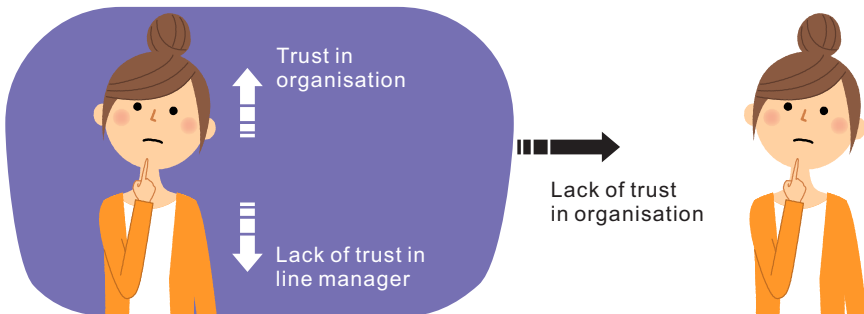 Trust in
organisation
Lack of trust in
line manager
Lack of trust
in organisation